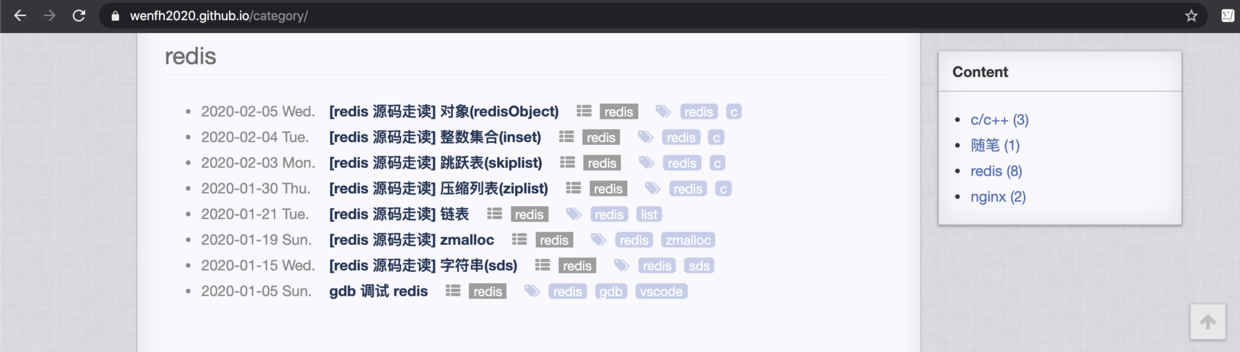 wenfh2020.github.io/category/
redis
2020-02-05 Wed. [redis 源码走读] 对象(redisObject) redis redis c
2020-02-04 Tue. [redis 源码走读] 整数集合(inset) redis redis c
2020-02-03 Mon. [redis 源码走读] 跳跃表(skiplist) redis redis c
2020-01-30 Thu. [redis 源码走读] 压缩列表(ziplist) redis redis c
2020-01-21 Tue. [redis 源码走读] 链表 redis redis list
2020-01-19 Sun. [redis 源码走读] zmalloc redis redis zmalloc
2020-01-15 Wed. [redis 源码走读] 字符串(sds) redis redis sds
2020-01-05 Sun. gdb 调试 redis redis redis gdb vscode
Content
c/c++ (3)
随笔 (1)
redis (8)
nginx (2)